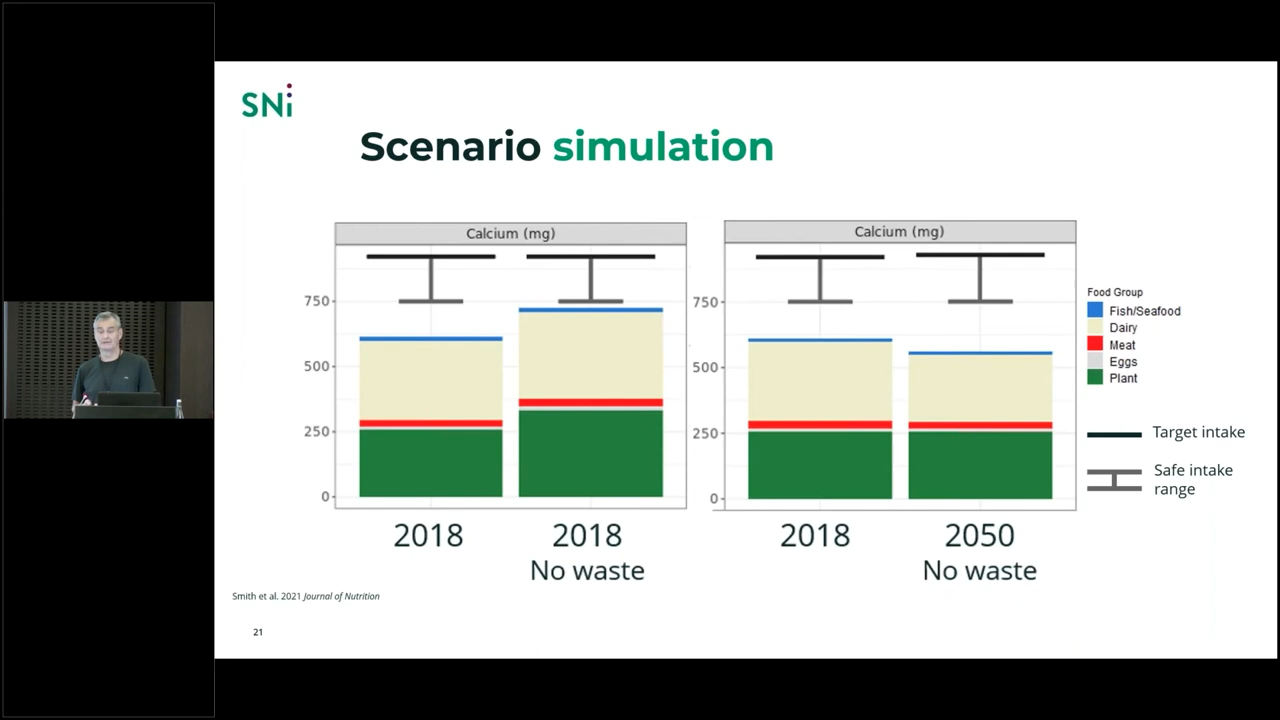 SNi
Scenario simulation
Calcium (mg)
750
500
250
0
2018
2018
No waste
Calcium (mg)
750
500
250
0
2018
2050
No waste
Food Group
Fish/Seafood
Dairy
Meat
Eggs
Plant
Target intake
Safe intake
range
Smith et al. 2021 Journal of Nutrition
21